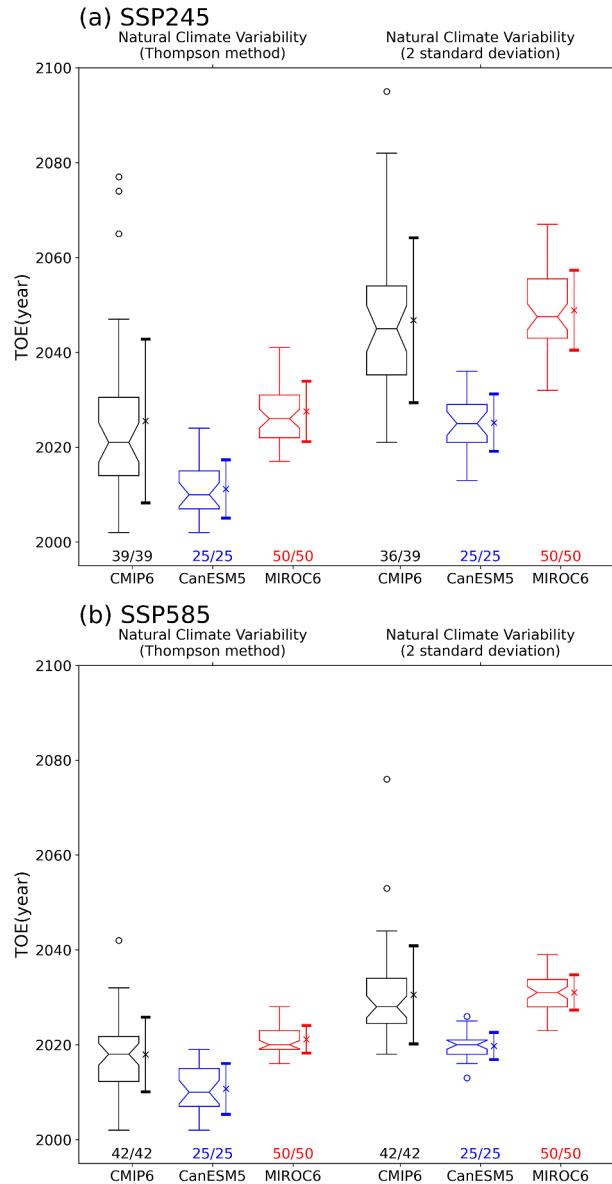 (a) SSP245
Natural Climate Variability
(Thompson method)
Natural Climate Variability
(2 standard deviation)
TOE(year)
2100
2080
2060
2040
2020
2000
39/39
25/25
50/50
36/39
25/25
50/50
CMIP6
CanESM5
MIROC6
CMIP6
CanESM5
MIROC6
(b) SSP585
Natural Climate Variability
(Thompson method)
Natural Climate Variability
(2 standard deviation)
TOE(year)
2100
2080
2060
2040
2020
2000
42/42
25/25
50/50
42/42
25/25
50/50
CMIP6
CanESM5
MIROC6
CMIP6
CanESM5
MIROC6